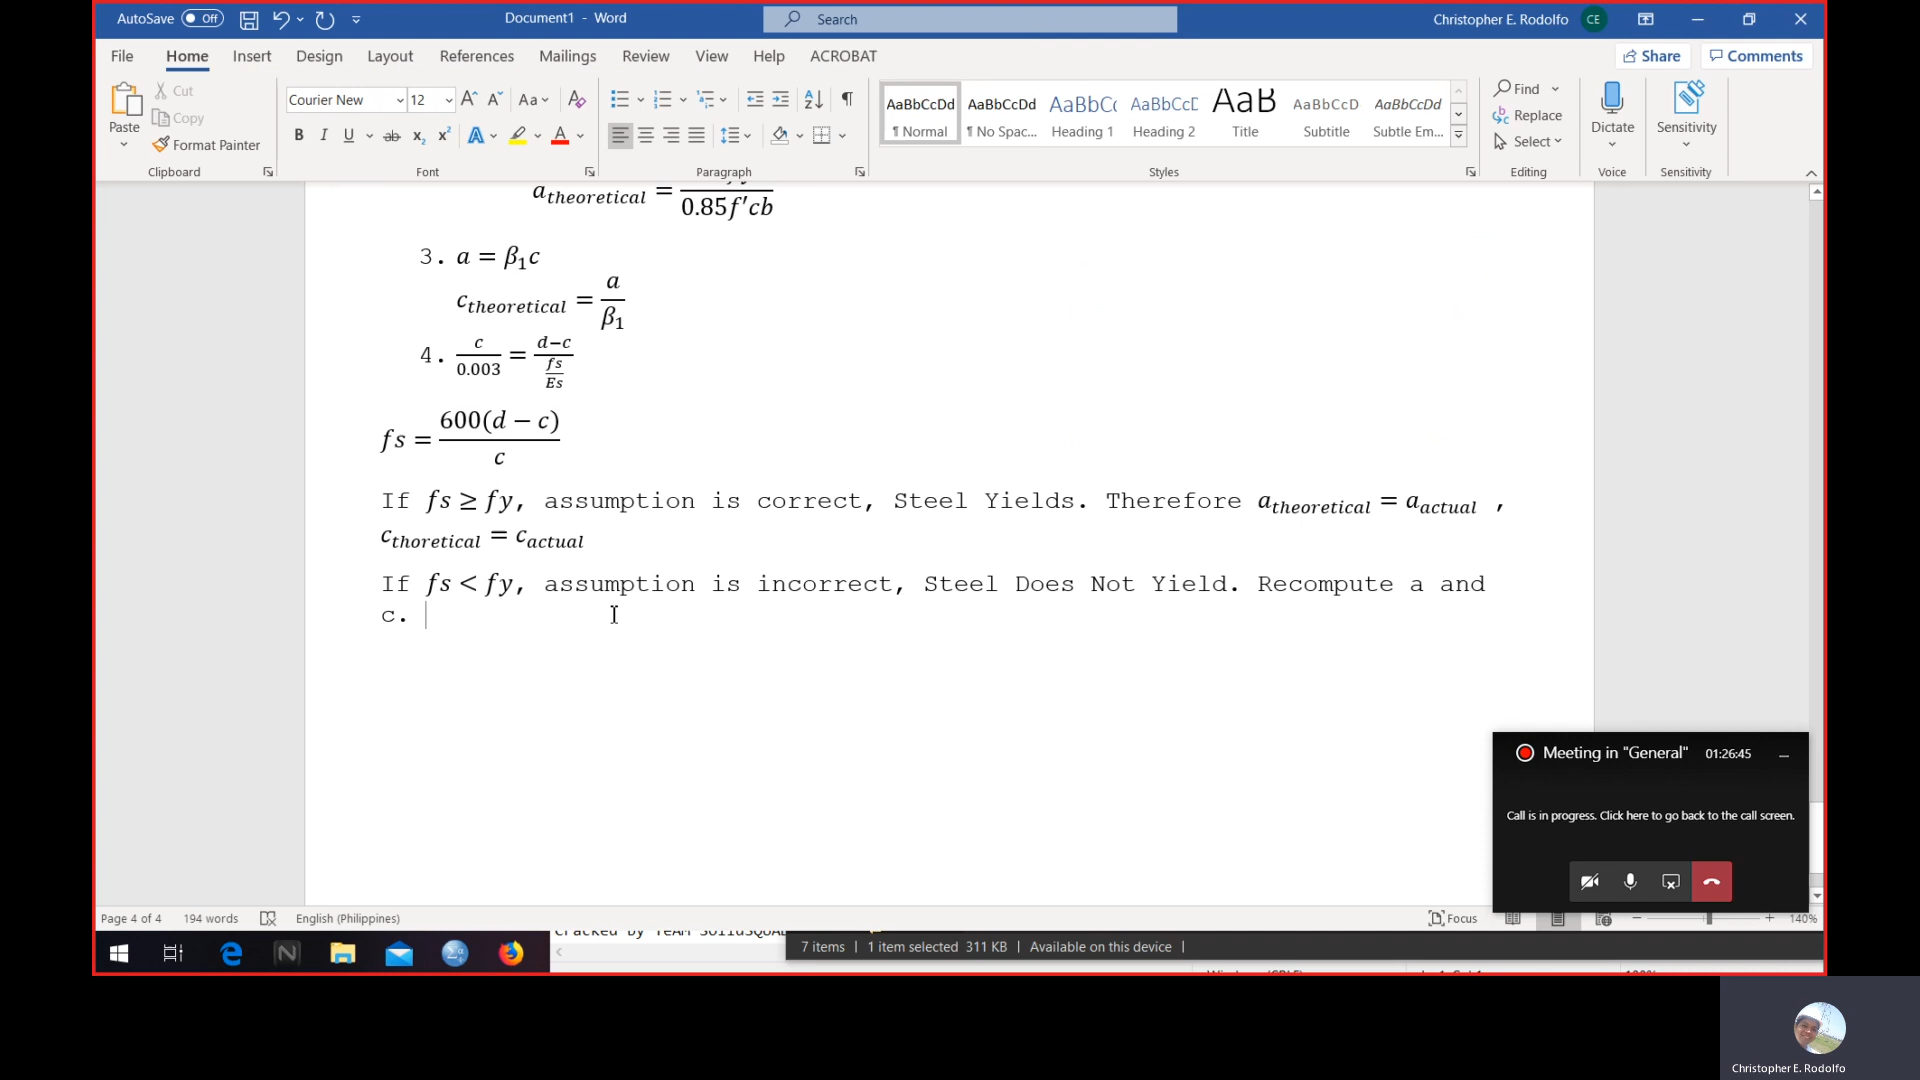 AutoSave Off Document1 - Word Search Christopher E. Rodolfo CE
File Home Insert Design Layout References Mailings Review View Help ACROBAT Share Comments
Paste Cut Copy Format Painter
Courier New 12 Aa
AaBbCcDd AaBbCcDd AaBbCc AaBbCcD AaB AaBbCcD AaBbCcDd
¶ Normal ¶ No Spac... Heading 1 Heading 2 Title Subtitle Subtle Em...
Find Replace Select Dictate Sensitivity
Clipboard Font Paragraph Styles Editing Voice Sensitivity
a_theoretical = /0.85f'cb
3. a = β₁c
c_theoretical = a/β₁
4. c/0.003 = (d−c)/(fs/Es)
fs = 600(d − c)/c
If fs ≥ fy, assumption is correct, Steel Yields. Therefore a_theoretical = a_actual ,
c_thoretical = c_actual
If fs < fy, assumption is incorrect, Steel Does Not Yield. Recompute a and
c.
Meeting in "General" 01:26:45
Call is in progress. Click here to go back to the call screen.
Page 4 of 4 194 words English (Philippines) Focus 140%
Cracked by TEAM SolidSQUAD
7 items 1 item selected 311 KB Available on this device
Christopher E. Rodolfo